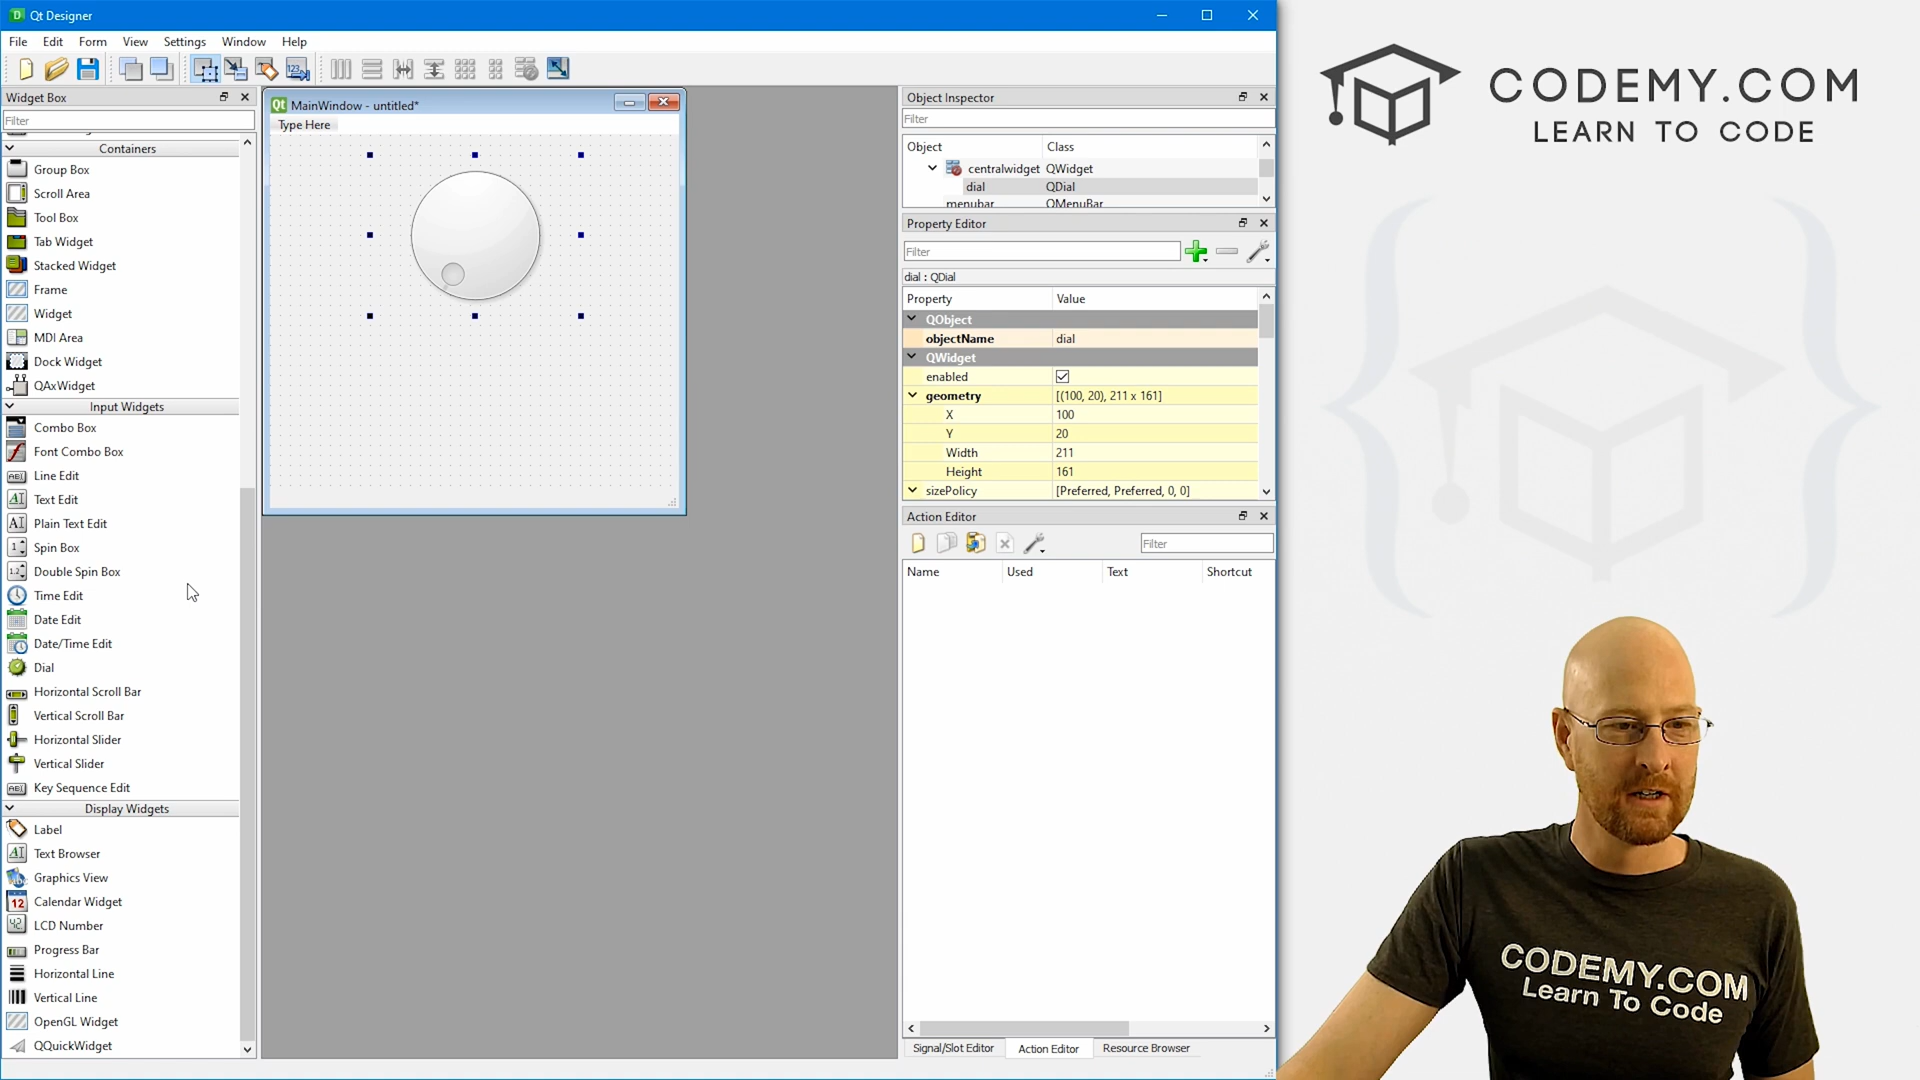 Qt Designer
File Edit Form View Settings Window Help
Widget Box
Filter
Containers
Group Box
Scroll Area
Tool Box
Tab Widget
Stacked Widget
Frame
Widget
MDI Area
Dock Widget
QAxWidget
Input Widgets
Combo Box
Font Combo Box
Line Edit
Text Edit
Plain Text Edit
Spin Box
Double Spin Box
Time Edit
Date Edit
Date/Time Edit
Dial
Horizontal Scroll Bar
Vertical Scroll Bar
Horizontal Slider
Vertical Slider
Key Sequence Edit
Display Widgets
Label
Text Browser
Graphics View
Calendar Widget
LCD Number
Progress Bar
Horizontal Line
Vertical Line
OpenGL Widget
QQuickWidget
MainWindow - untitled*
Type Here
Object Inspector
Filter
Object Class
centralwidget QWidget
dial QDial
menubar QMenuBar
Property Editor
Filter
dial : QDial
Property Value
QObject
objectName dial
QWidget
enabled
geometry [(100, 20), 211 x 161]
X 100
Y 20
Width 211
Height 161
sizePolicy [Preferred, Preferred, 0, 0]
Action Editor
Filter
Name Used Text Shortcut
Signal/Slot Editor Action Editor Resource Browser
CODEMY.COM
LEARN TO CODE
CODEMY.COM
Learn To Code